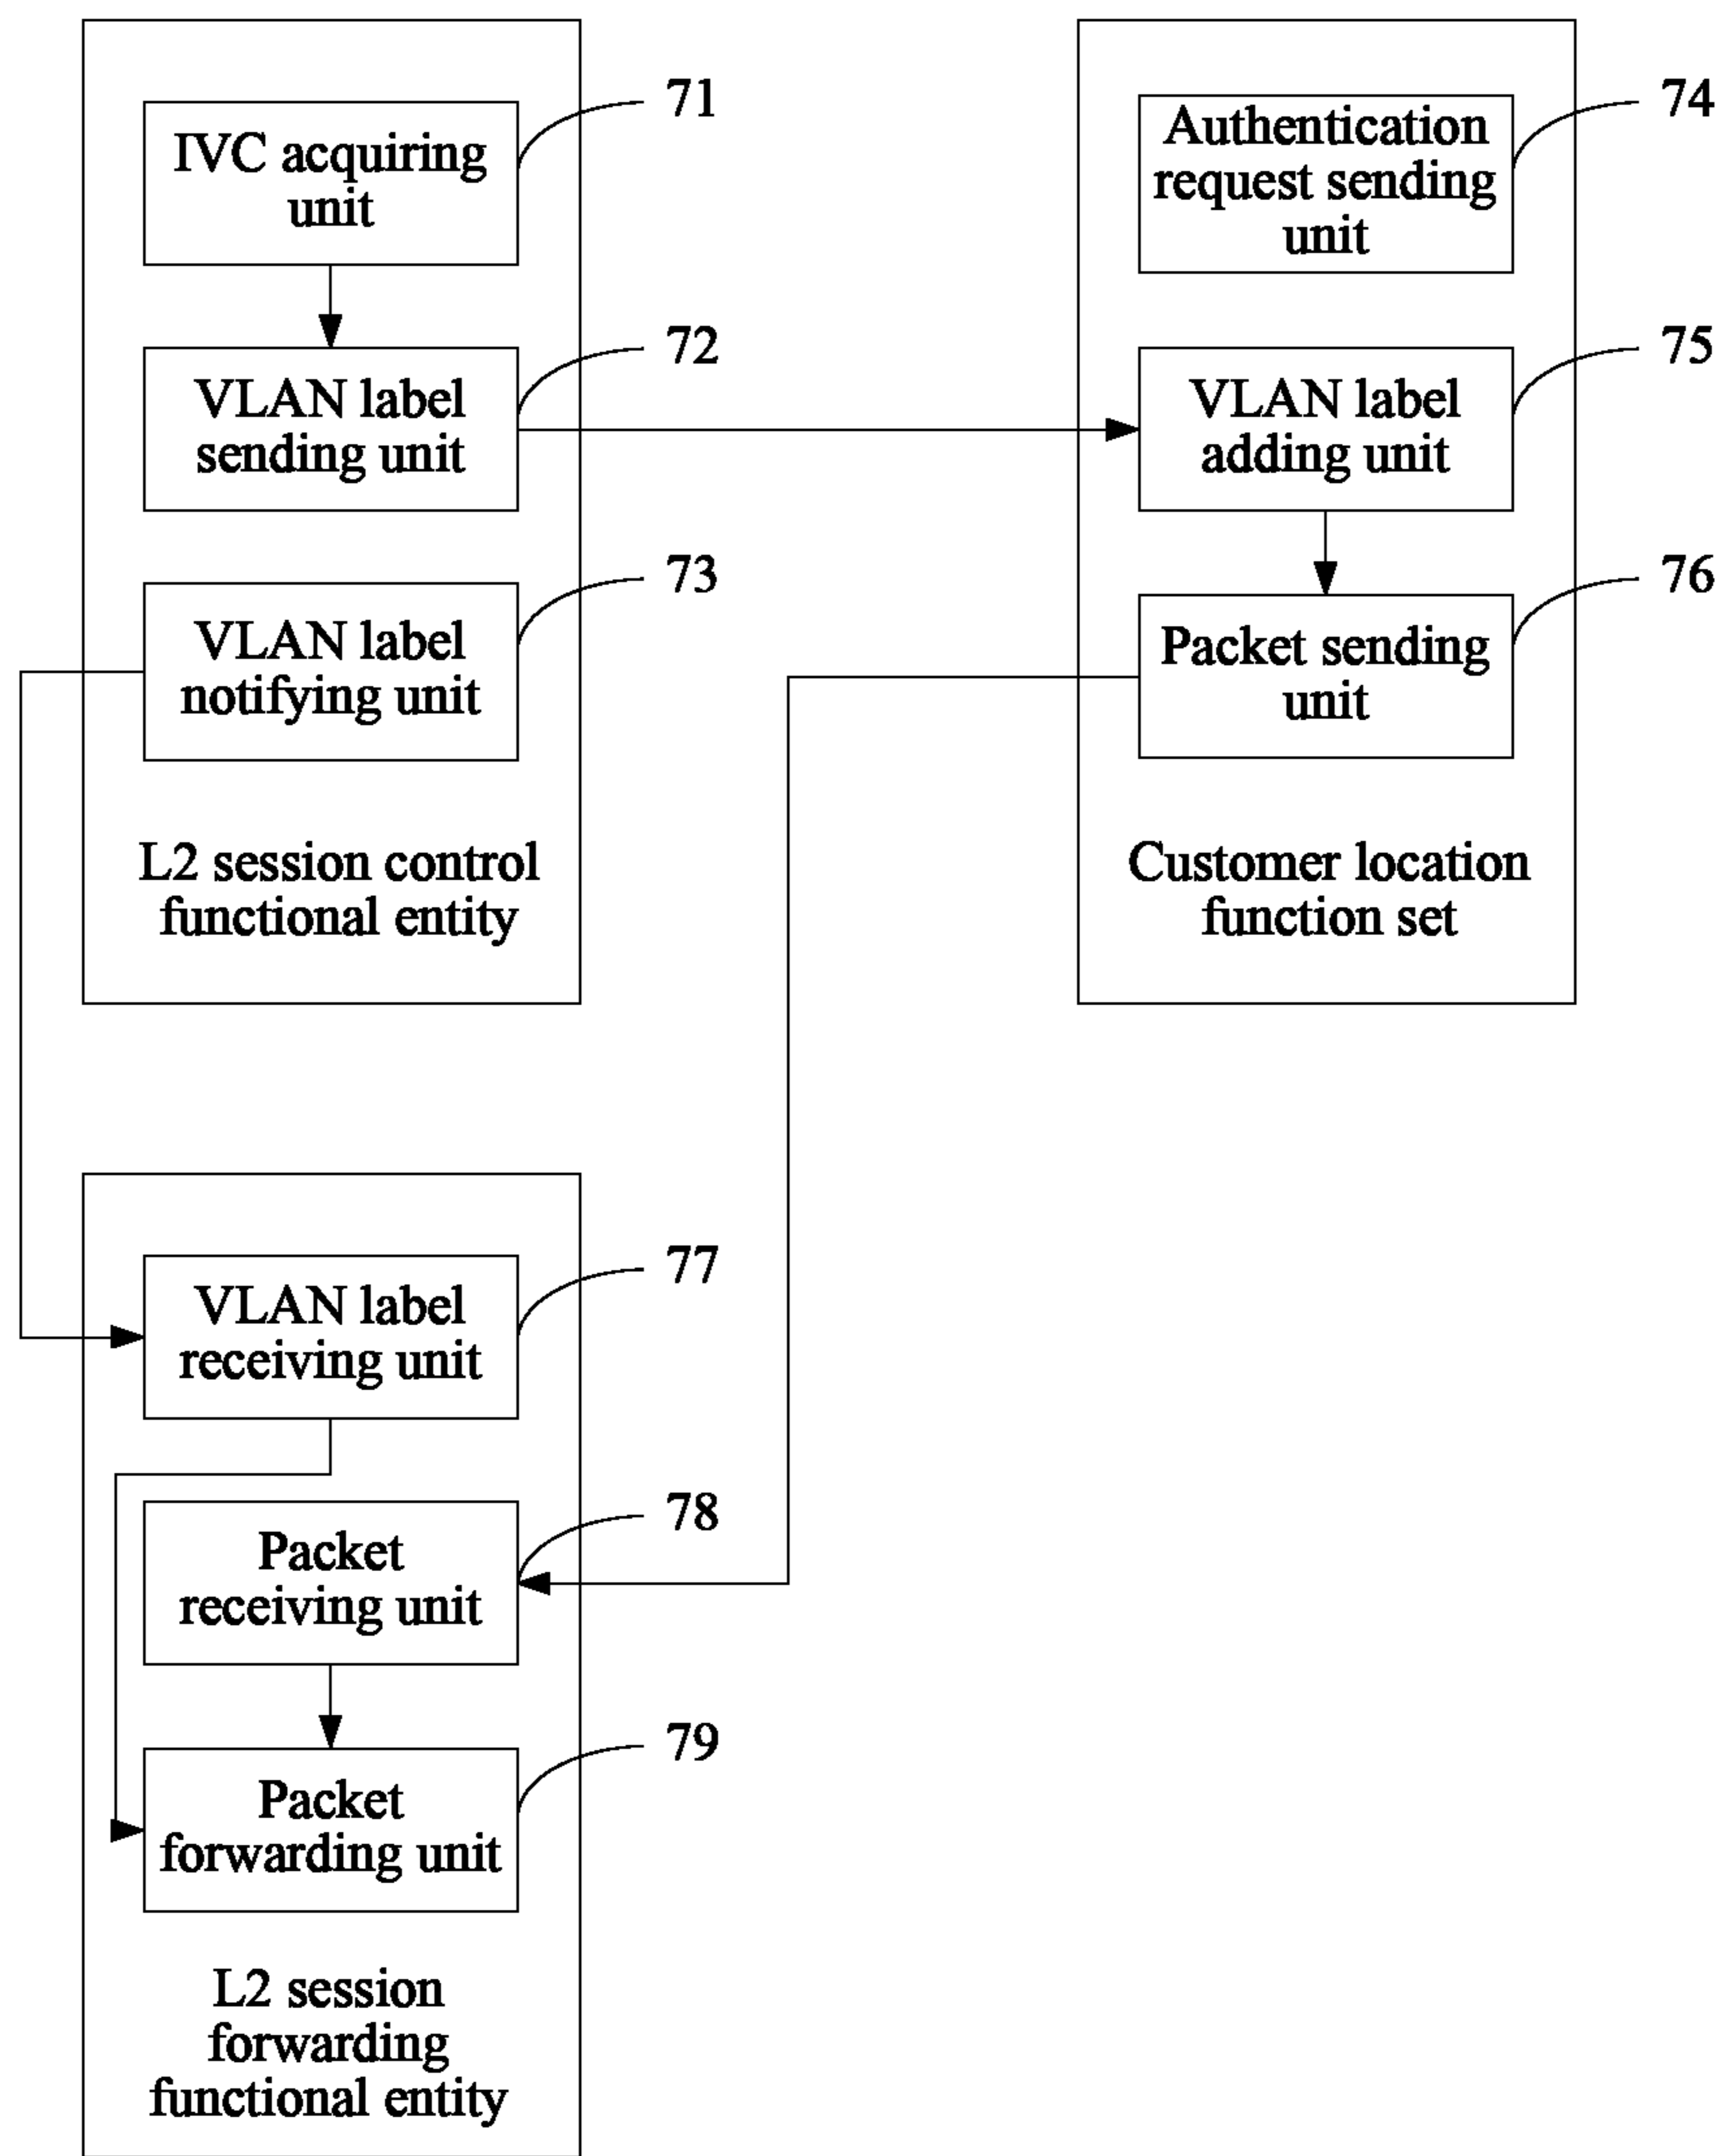 IVC acquiring
unit
71
VLAN label
sending unit
72
VLAN label
notifying unit
73
L2 session control
functional entity
Authentication
request sending
unit
74
VLAN label
adding unit
75
Packet sending
unit
76
Customer location
function set
VLAN label
receiving unit
77
Packet
receiving unit
78
Packet
forwarding unit
79
L2 session
forwarding
functional entity